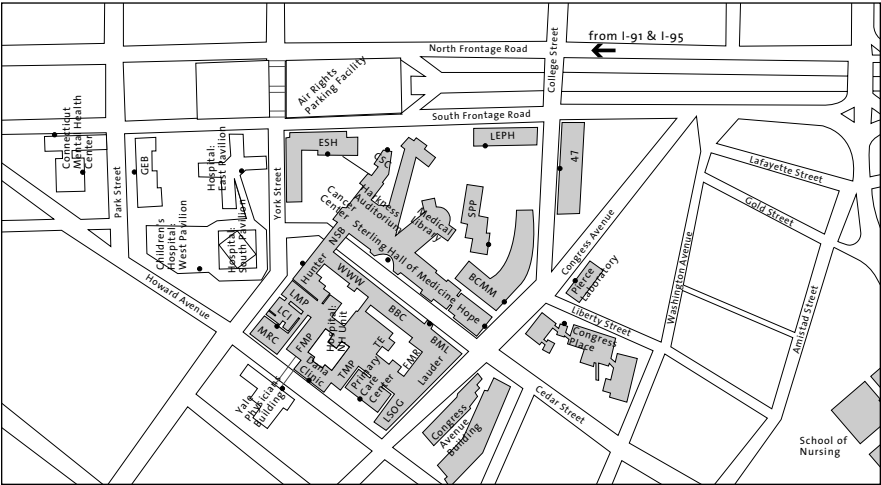 from I-91 & I-95
North Frontage Road
College Street
Air Rights
Parking Facility
South Frontage Road
Connecticut
Mental Health
Center
Park Street
GEB
Hospital:
East Pavilion
York Street
ESH
JSC
LEPH
47
Lafayette Street
Gold Street
Cancer
Center
Harkness
Auditorium
Medical
Library
SPP
Children's
Hospital:
West Pavilion
Hospital:
South Pavilion
NSB
Sterling Hall of Medicine
Hope
BCMM
Congress Avenue
Pierce
Laboratory
Washington Avenue
Amistad Street
Howard Avenue
Hunter
WWW
LMP
LCI
MRC
FMP
Hospital:
NH Unit
BBC
TE
BML
FMB
Lauder
Liberty Street
Congress
Place
Dana
Clinic
TMP
Primary
Care
Center
LSOG
Yale
Physicians
Building
Congress
Avenue
Building
Cedar Street
School of
Nursing